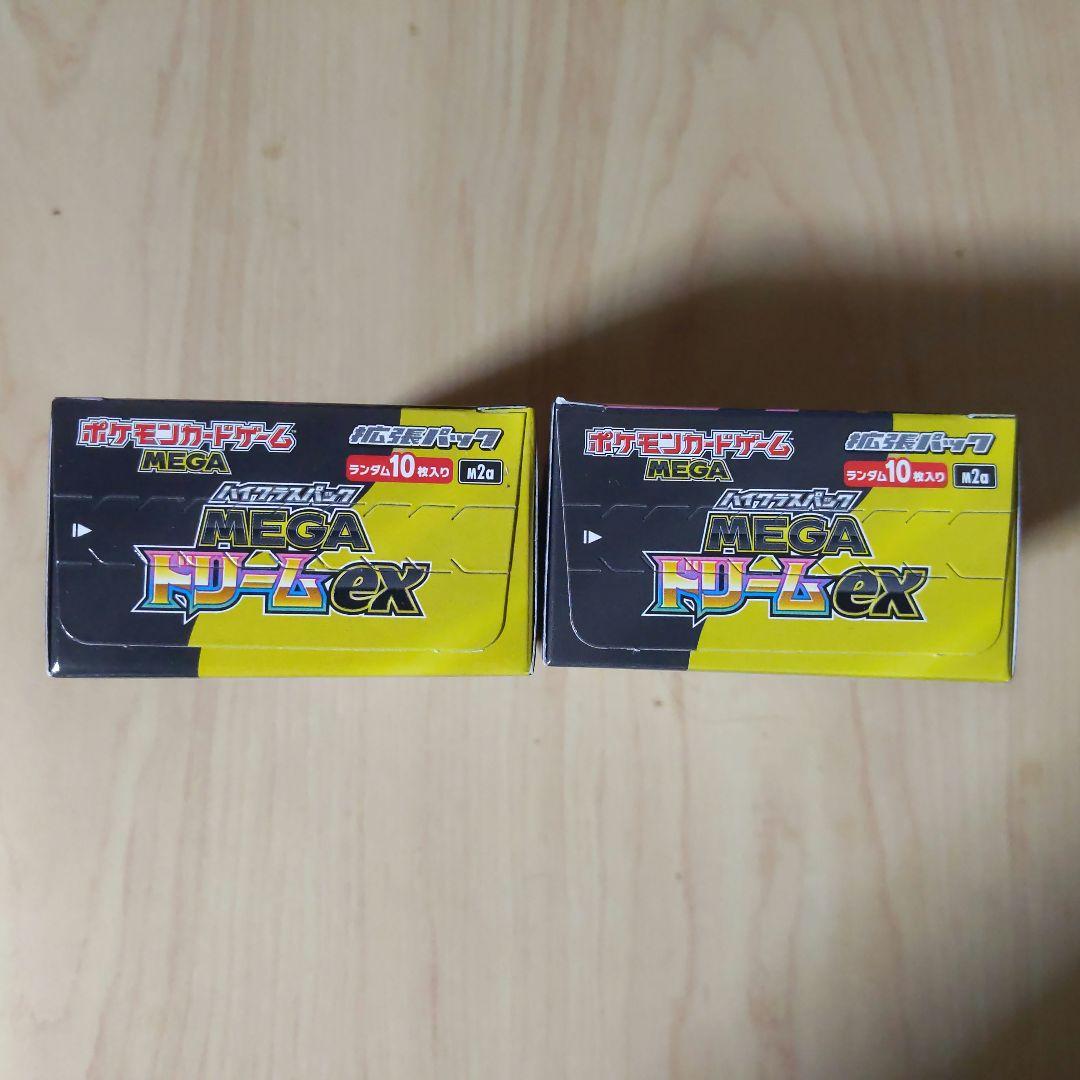 ポケモンカードゲーム
MEGA
拡張パック
ランダム10枚入り
M2a
ハイクラスパック
MEGA
ドリームex
ポケモンカードゲーム
MEGA
拡張パック
ランダム10枚入り
M2a
ハイクラスパック
MEGA
ドリームex